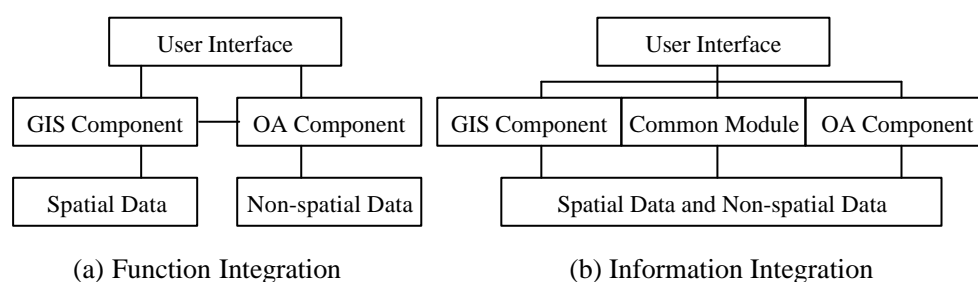 User Interface
GIS Component
OA Component
Spatial Data
Non-spatial Data
(a) Function Integration
User Interface
GIS Component
Common Module
OA Component
Spatial Data and Non-spatial Data
(b) Information Integration